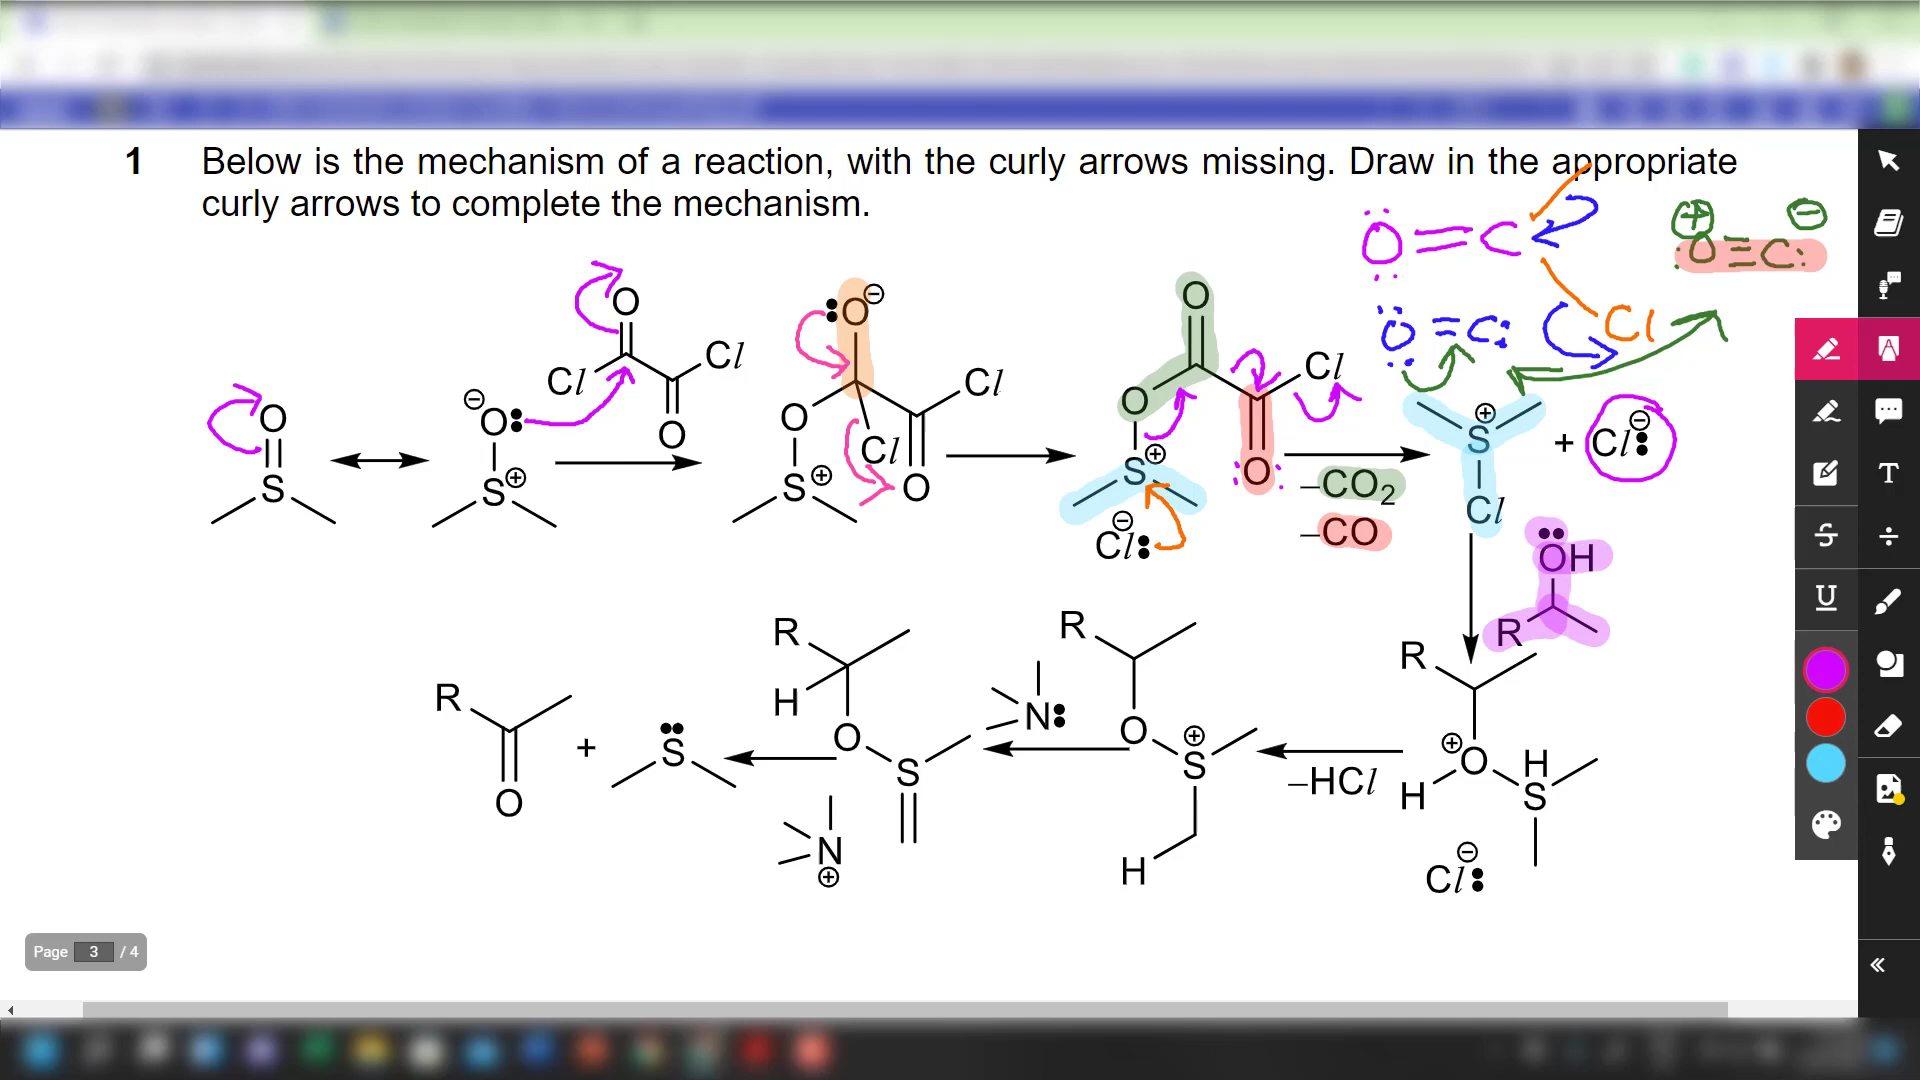 1 Below is the mechanism of a reaction, with the curly arrows missing. Draw in the appropriate
curly arrows to complete the mechanism.
O=C
⊕ ⊖
:O≡C:
O=C:
Cl
O
Cl
Cl
O
O
S
⊖
O:
S⊕
:O⊖
O
Cl
Cl
O
S⊕
O
O
Cl
O
S⊕
Cl:⊖
–CO2
–CO
S⊕
Cl
+ Cl:⊖
OH
R
R
⊕O
H
H
S
Cl:⊖
–HCl
R
O
S⊕
H
N:
R
H
O
S
N⊕
R
O
+
S
Page 3 / 4
T
S
U